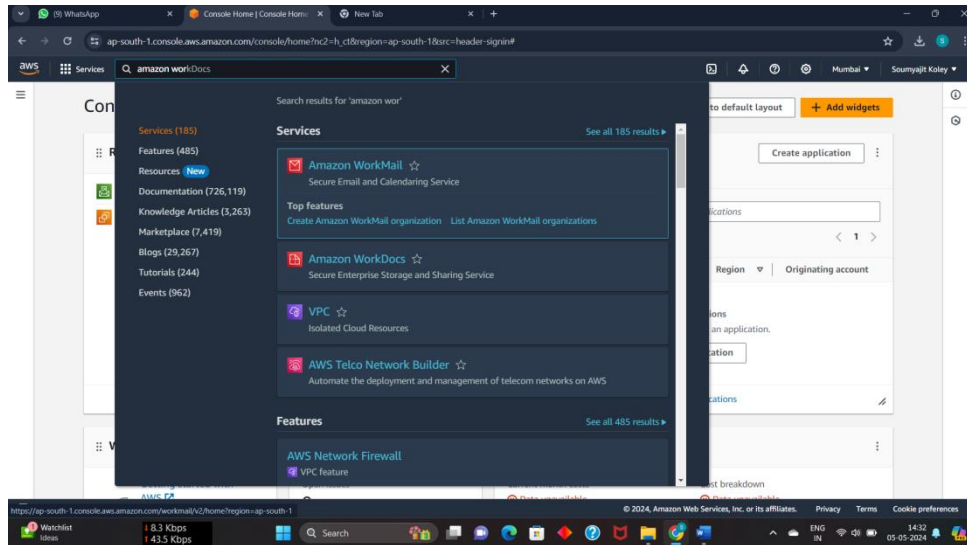 (9) WhatsApp
Console Home | Console Home
New Tab
ap-south-1.console.aws.amazon.com/console/home?nc2=h_ct&region=ap-south-1&src=header-signin#
aws
Services
amazon workDocs
Mumbai
Soumyajit Koley
Con
to default layout
+ Add widgets
Search results for 'amazon wor'
Services (185)
Features (485)
Resources New
Documentation (726,119)
Knowledge Articles (3,263)
Marketplace (7,419)
Blogs (29,267)
Tutorials (244)
Events (962)
Services
See all 185 results
Amazon WorkMail
Secure Email and Calendaring Service
Top features
Create Amazon WorkMail organization List Amazon WorkMail organizations
Amazon WorkDocs
Secure Enterprise Storage and Sharing Service
VPC
Isolated Cloud Resources
AWS Telco Network Builder
Automate the deployment and management of telecom networks on AWS
Features
See all 485 results
AWS Network Firewall
VPC feature
Create application
1
Region
Originating account
an application.
AWS
https://ap-south-1.console.aws.amazon.com/workmail/v2/home?region=ap-south-1
© 2024, Amazon Web Services, Inc. or its affiliates.
Privacy
Terms
Cookie preferences
Watchlist
Ideas
8.3 Kbps
43.5 Kbps
Search
ENG
IN
14:32
05-05-2024